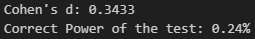 Cohen's d: 0.3433
Correct Power of the test: 0.24%